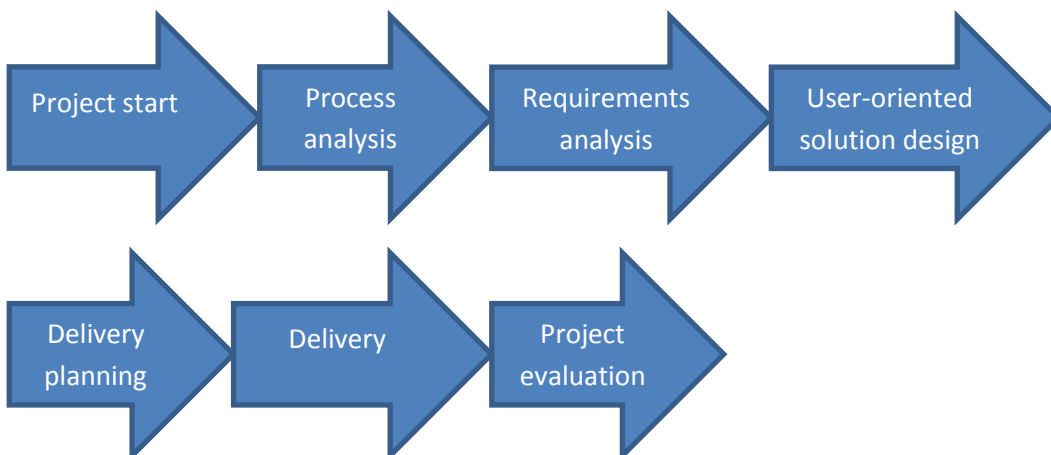 Project start
Process
analysis
Requirements
analysis
User-oriented
solution design
Delivery
planning
Delivery
Project
evaluation